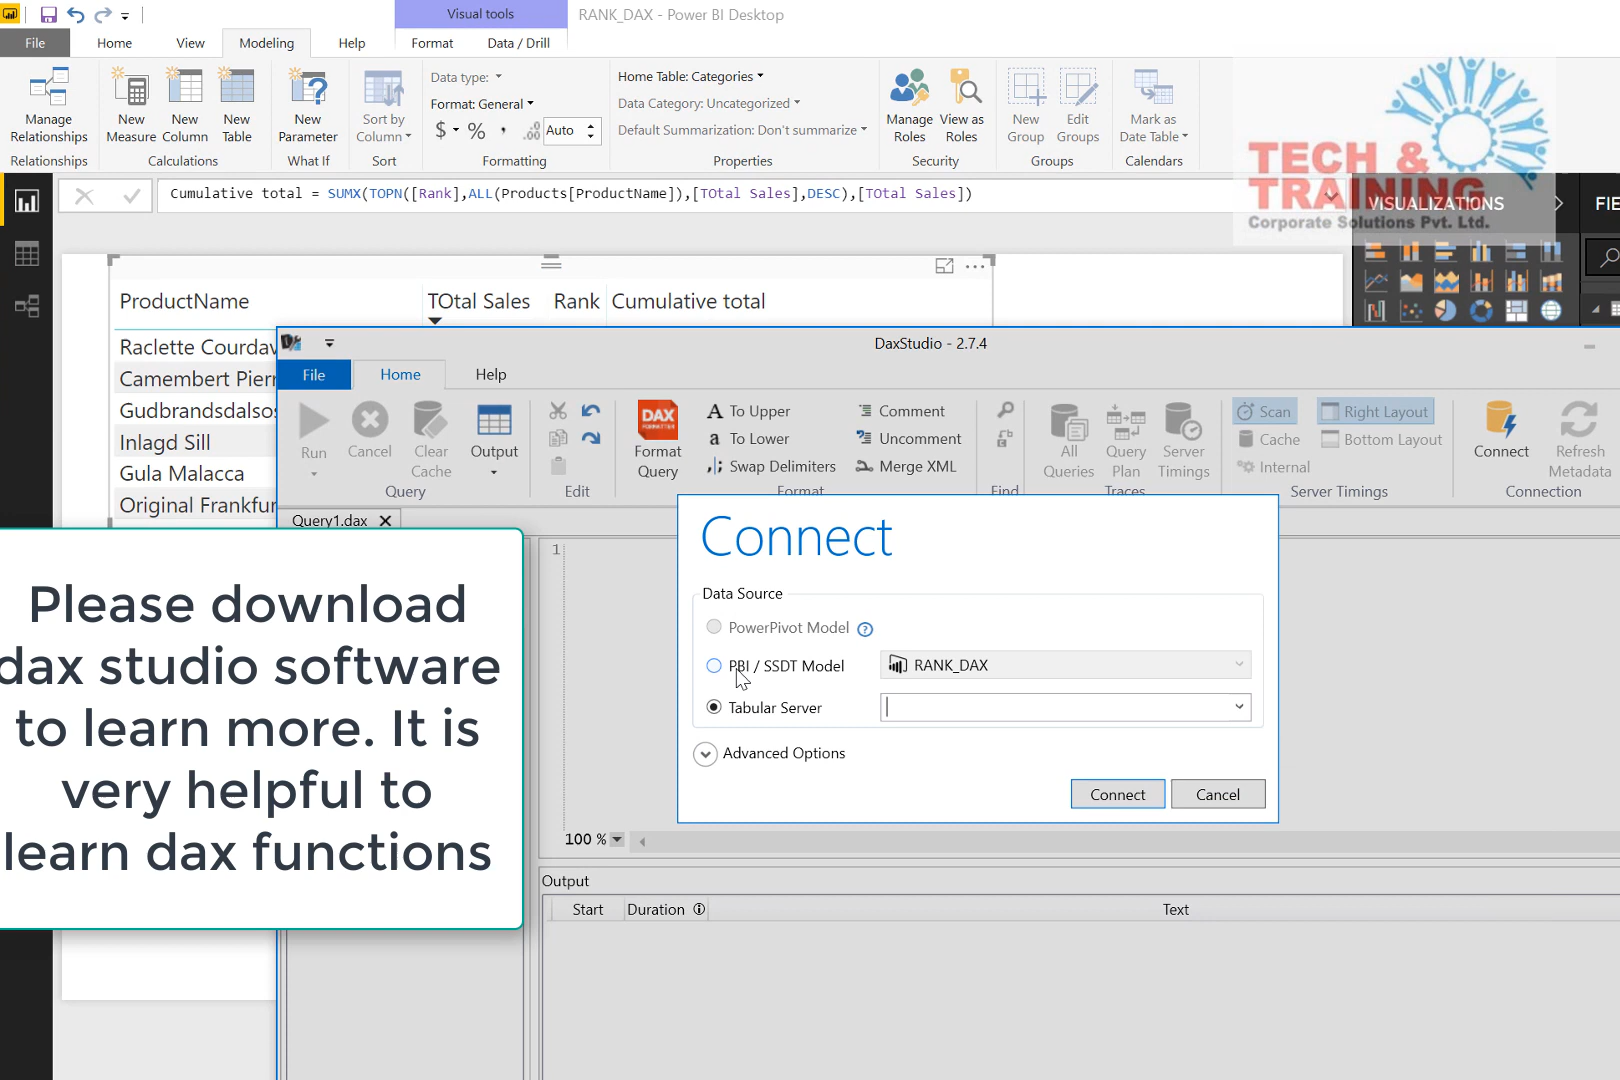 Visual tools
RANK_DAX - Power BI Desktop
File Home View Modeling Help Format Data / Drill
Manage Relationships
New Measure
New Column
New Table
New Parameter
Sort by Column
Data type:
Format: General
$ % , .00 Auto
Home Table: Categories
Data Category: Uncategorized
Default Summarization: Don't summarize
Manage Roles
View as Roles
New Group
Edit Groups
Mark as Date Table
Relationships Calculations What If Sort Formatting Properties Security Groups Calendars
TECH &
TRAINING
Corporate Solutions Pvt. Ltd.
Cumulative total = SUMX(TOPN([Rank],ALL(Products[ProductName]),[TOtal Sales],DESC),[TOtal Sales])
VISUALIZATIONS
ProductName TOtal Sales Rank Cumulative total
Camembert
Inlagd Sill
Gula Malacca
Original
DaxStudio - 2.7.4
File Home Help
Run
Cancel
Clear Cache
Output
Format Query
DAX FORMATTER
To Upper
To Lower
Swap Delimiters
Comment
Uncomment
Merge XML
All Queries
Query Plan
Server Timings
Scan
Cache
Internal
Right Layout
Bottom Layout
Connect
Refresh Metadata
Query Edit Format Find Traces Server Timings Connection
Query1.dax
1
Connect
Data Source
PowerPivot Model ?
PBI / SSDT Model RANK_DAX
Tabular Server
Advanced Options
Connect Cancel
100 %
Output
Start Duration Text
Please download
dax studio software
to learn more. It is
very helpful to
learn dax functions